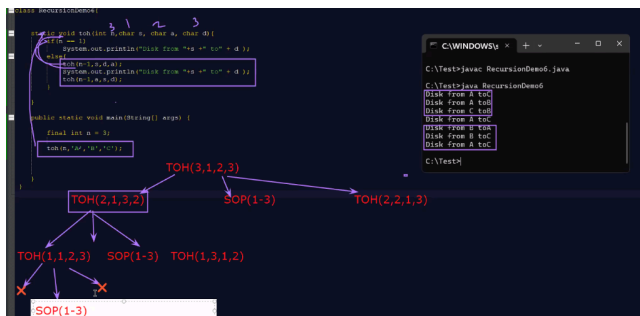 class RecursionDemo6{
3 1 2 3
static void toh(int n,char s, char a, char d){
if(n == 1)
System.out.println("Disk from "+s +" to" + d );
else{
toh(n-1,s,d,a);
System.out.println("Disk from "+s +" to" + d );
toh(n-1,a,s,d);
}
}
public static void main(String[] args) {
final int n = 3;
toh(n,'A','B','C');
}
}
C:\WINDOWS\s
C:\Test>javac RecursionDemo6.java
C:\Test>java RecursionDemo6
Disk from A toC
Disk from A toB
Disk from C toB
Disk from A toC
Disk from B toA
Disk from B toC
Disk from A toC
C:\Test>
TOH(3,1,2,3)
TOH(2,1,3,2) SOP(1-3) TOH(2,2,1,3)
TOH(1,1,2,3) SOP(1-3) TOH(1,3,1,2)
SOP(1-3)